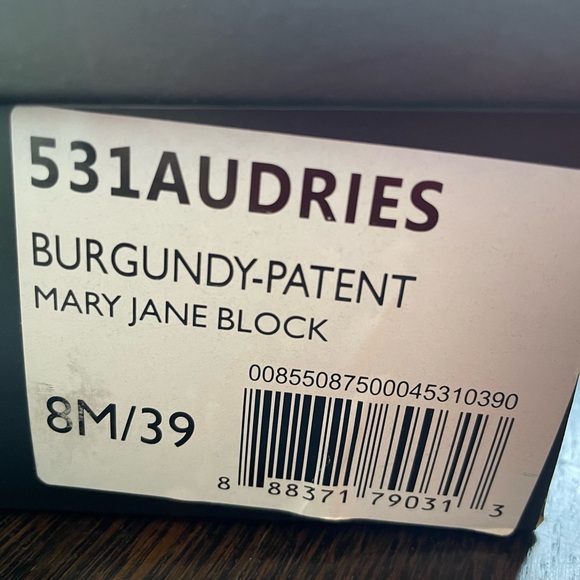 531AUDRIES
BURGUNDY-PATENT
MARY JANE BLOCK
00855087500045310390
8M/39
8 88371 79031 3